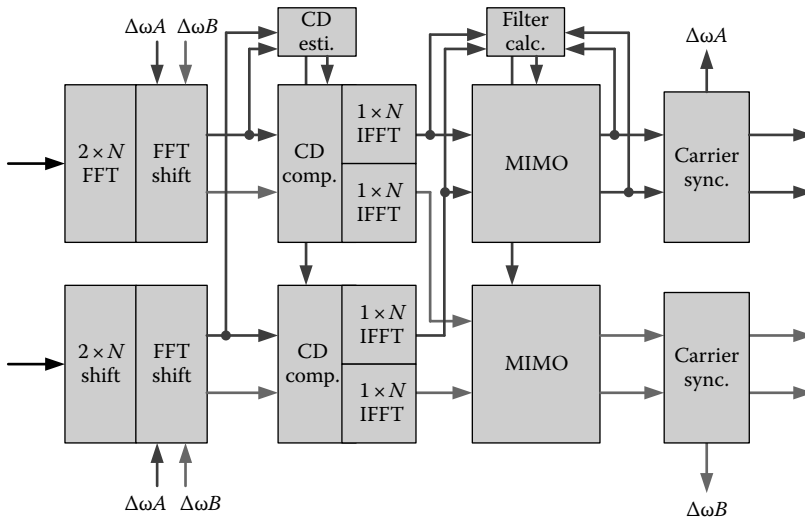 CD
esti.
Filter
calc.
ΔωA
ΔωB
ΔωA
2 × N
FFT
FFT
shift
CD
comp.
1 × N
IFFT
1 × N
IFFT
MIMO
Carrier
sync.
2 × N
shift
FFT
shift
CD
comp.
1 × N
IFFT
1 × N
IFFT
MIMO
Carrier
sync.
ΔωA
ΔωB
ΔωB